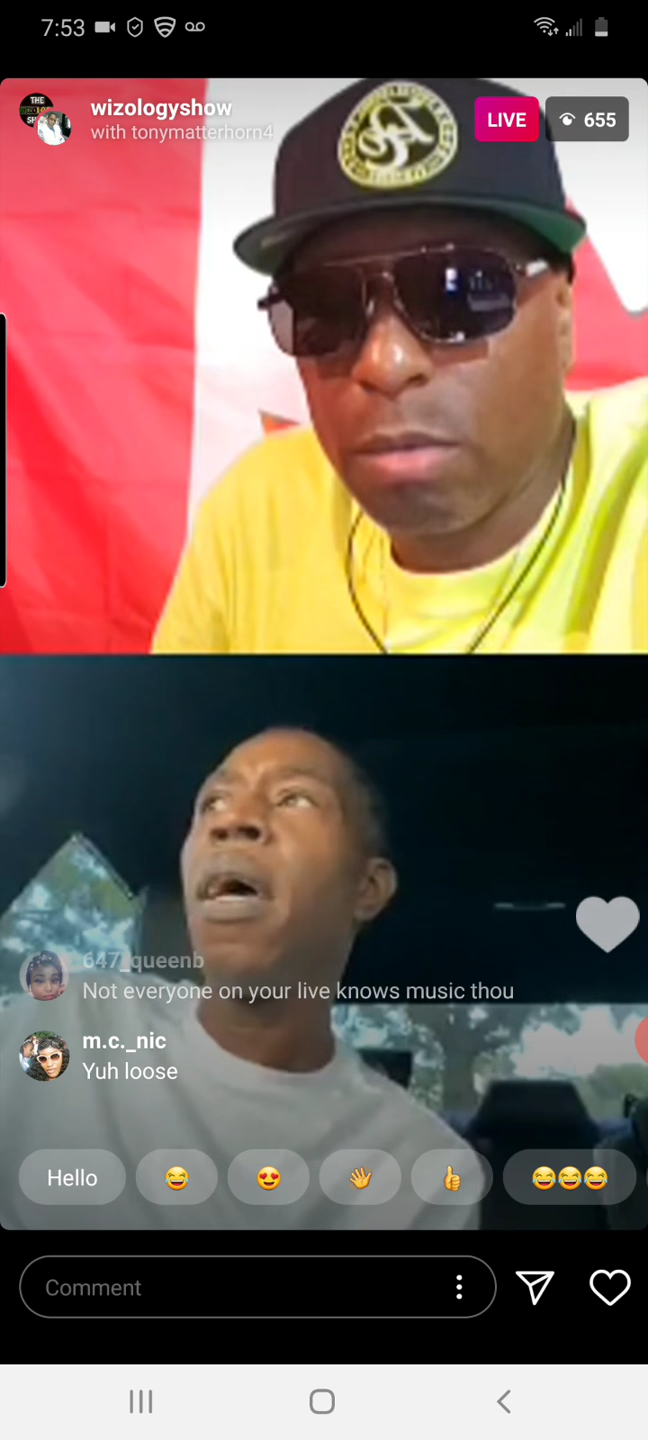 7:53
wizologyshow
with tonymatterhorn4
LIVE
655
647_queenb
Not everyone on your live knows music thou
m.c._nic
Yuh loose
Hello
Comment